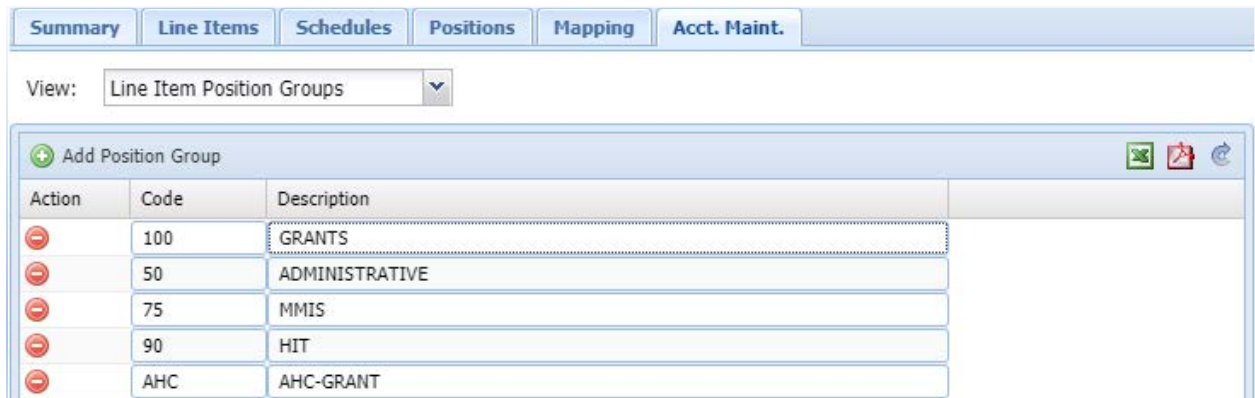 Summary Line Items Schedules Positions Mapping Acct. Maint.
View: Line Item Position Groups
Add Position Group
Action Code Description
100 GRANTS
50 ADMINISTRATIVE
75 MMIS
90 HIT
AHC AHC-GRANT